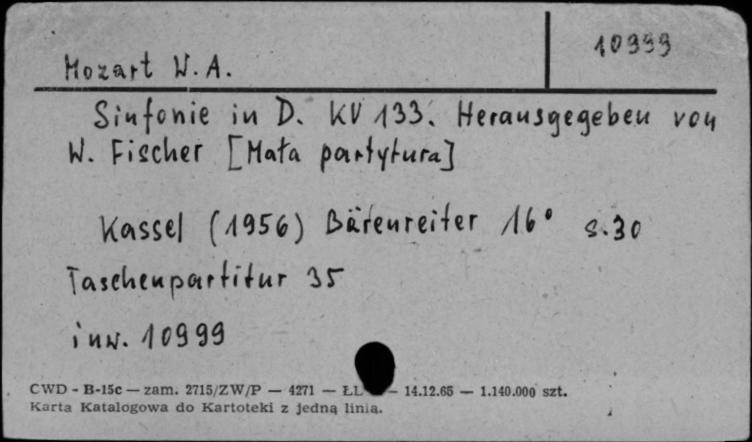 10999
Mozart W. A.
Sinfonie in D. KV 133. Herausgegeben von
W. Fischer [Mała partytura]
Kassel (1956) Bärenreiter 16° s. 30
Taschenpartitur 35
inw. 10999
CWD - B-15c — zam. 2715/ZW/P — 4271 — ŁL — 14.12.65 — 1.140.000 szt.
Karta Katalogowa do Kartoteki z jedną linią.